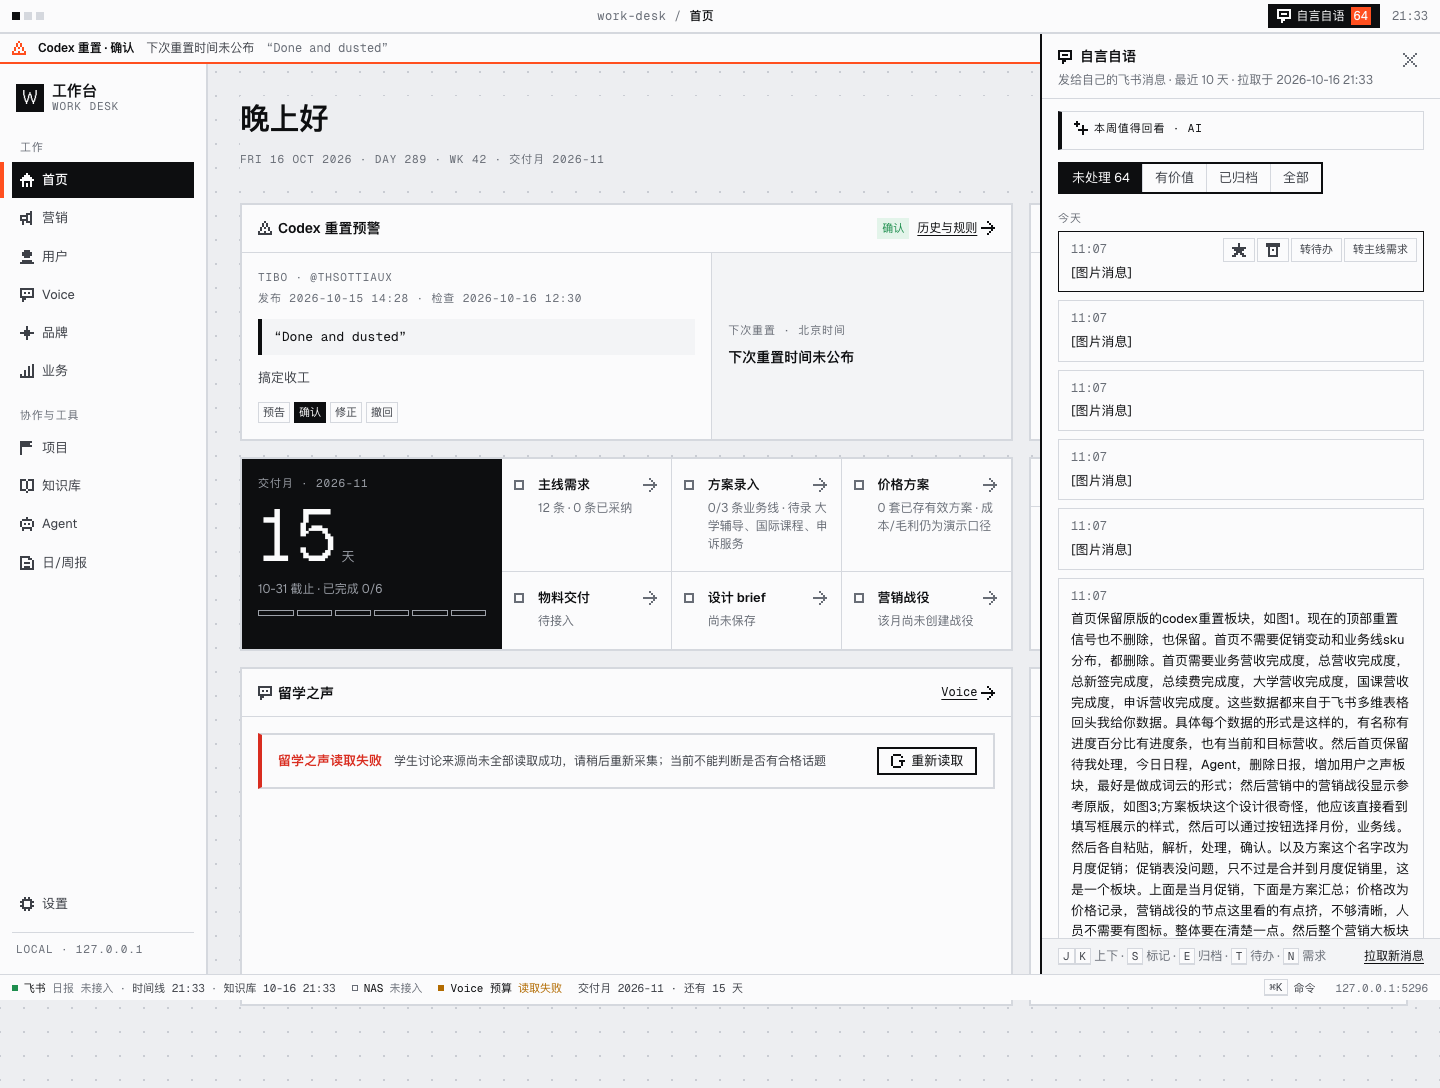 work-desk / 首页
自言自语 64
21:33
Codex 重置 · 确认 下次重置时间未公布 “Done and dusted”
W
工作台
WORK DESK
工作
首页
营销
用户
Voice
品牌
业务
协作与工具
项目
知识库
Agent
日/周报
设置
LOCAL · 127.0.0.1
晚上好
FRI 16 OCT 2026 · DAY 289 · WK 42 · 交付月 2026-11
Codex 重置预警
确认 历史与规则
TIBO · @THSOTTIAUX
发布 2026-10-15 14:28 · 检查 2026-10-16 12:30
“Done and dusted”
搞定收工
预告 确认 修正 撤回
下次重置 · 北京时间
下次重置时间未公布
交付月 · 2026-11
15 天
10-31 截止 · 已完成 0/6
主线需求
12 条 · 0 条已采纳
方案录入
0/3 条业务线 · 待录 大
学辅导、国际课程、申
诉服务
价格方案
0 套已存有效方案 · 成
本/毛利仍为演示口径
物料交付
待接入
设计 brief
尚未保存
营销战役
该月尚未创建战役
留学之声
Voice
留学之声读取失败 学生讨论来源尚未全部读取成功，请稍后重新采集；当前不能判断是否有合格话题
重新读取
自言自语
发给自己的飞书消息 · 最近 10 天 · 拉取于 2026-10-16 21:33
本周值得回看 · AI
未处理 64 有价值 已归档 全部
今天
11:07
转待办 转主线需求
[图片消息]
11:07
[图片消息]
11:07
[图片消息]
11:07
[图片消息]
11:07
[图片消息]
11:07
首页保留原版的codex重置板块，如图1。现在的顶部重置
信号也不删除，也保留。首页不需要促销变动和业务线sku
分布，都删除。首页需要业务营收完成度，总营收完成度，
总新签完成度，总续费完成度，大学营收完成度，国课营收
完成度，申诉营收完成度。这些数据都来自于飞书多维表格
回头我给你数据。具体每个数据的形式是这样的，有名称有
进度百分比有进度条，也有当前和目标营收。然后首页保留
待我处理，今日日程，Agent，删除日报，增加用户之声板
块，最好是做成词云的形式；然后营销的营销战役显示参
考原版，如图3;方案板块这个设计很奇怪，他应该直接看到
填写框展示的样式，然后可以通过按钮选择月份，业务线。
然后各自粘贴，解析，处理，确认。以及方案这个名字改为
月度促销；促销表没问题，只不过是合并到月度促销里，这
是一个板块。上面是当月促销，下面是方案汇总；价格改为
价格记录，营销战役的节点这里看的有点挤，不够清晰，人
员不需要有图标。整体要在清楚一点。然后整个营销大板块
J K 上下 · S 标记 · E 归档 · T 待办 · N 需求
拉取新消息
飞书 日报 未接入 · 时间线 21:33 · 知识库 10-16 21:33 NAS 未接入 Voice 预算 读取失败 交付月 2026-11 · 还有 15 天
⌘K 命令 127.0.0.1:5296